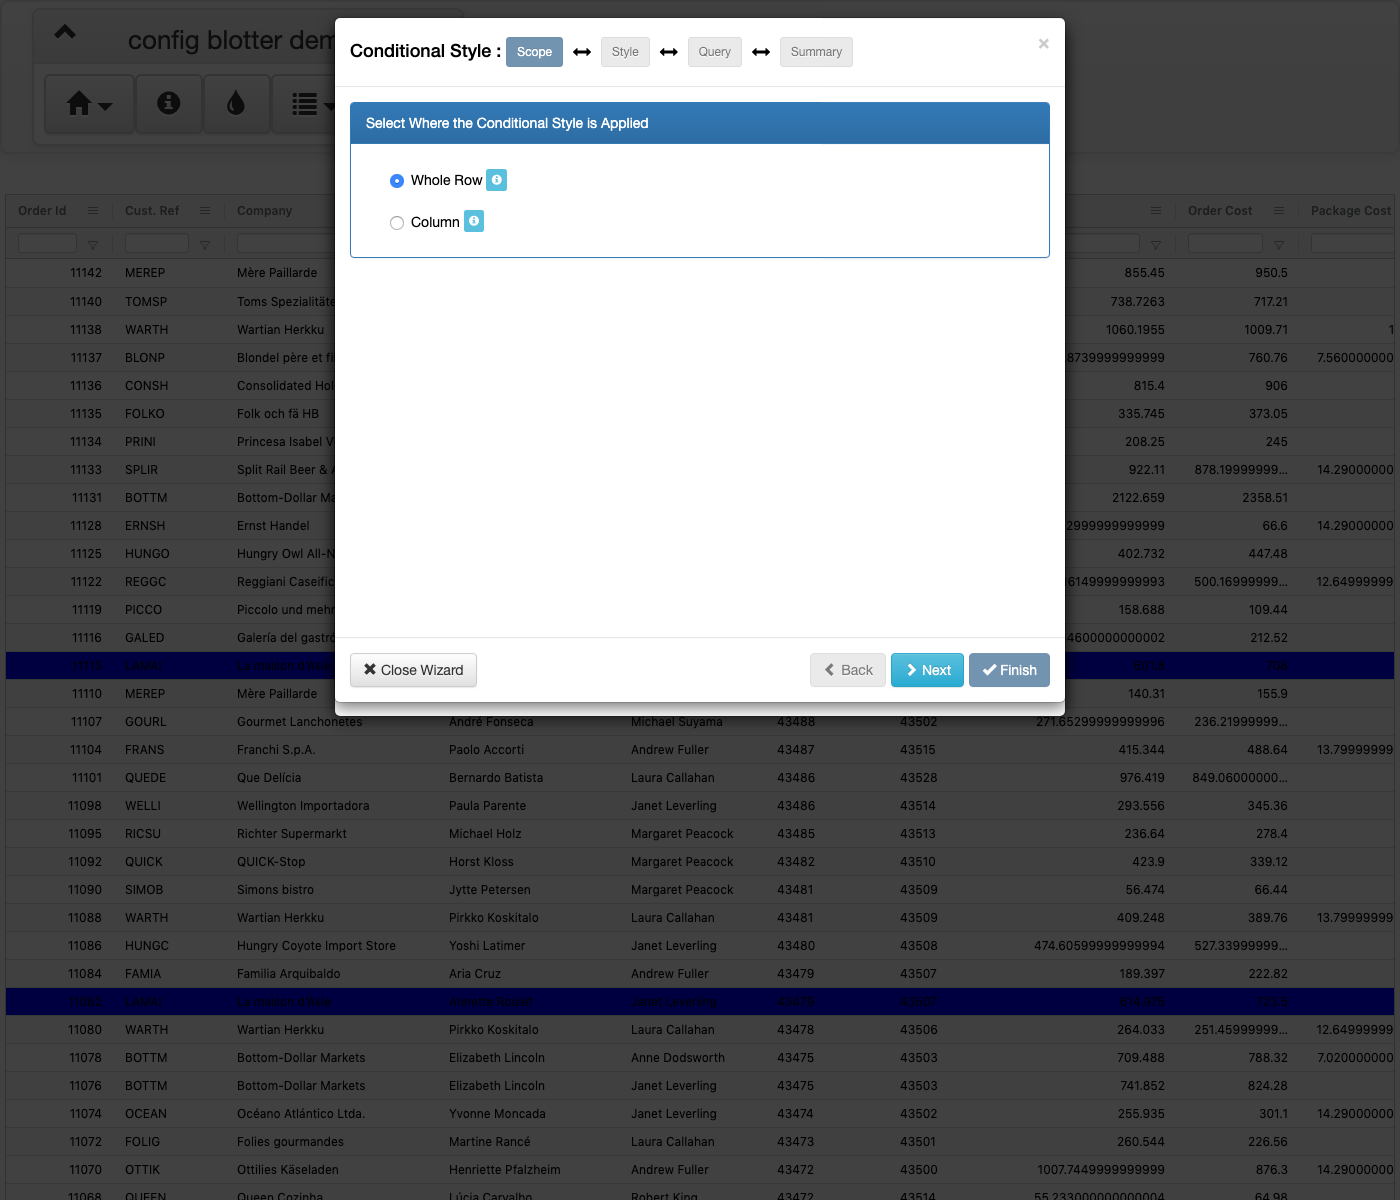 config blotter dem
Conditional Style : Scope Style Query Summary ×
Select Where the Conditional Style is Applied
Whole Row
Column
Close Wizard Back Next Finish
Order Id Cust. Ref Company Order Cost Package Cost
11142 MEREP Mère Paillarde 855.45 950.5
11140 TOMSP Toms Spezialitäte 738.7263 717.21
11138 WARTH Wartian Herkku 1060.1955 1009.71 1
11137 BLONP Blondel père et fi 8739999999999 760.76 7.560000000
11136 CONSH Consolidated Hol 815.4 906
11135 FOLKO Folk och fä HB 335.745 373.05
11134 PRINI Princesa Isabel V 208.25 245
11133 SPLIR Split Rail Beer & A 922.11 878.19999999... 14.29000000
11131 BOTTM Bottom-Dollar Ma 2122.659 2358.51
11128 ERNSH Ernst Handel 2999999999999 66.6 14.29000000
11125 HUNGO Hungry Owl All-N 402.732 447.48
11122 REGGC Reggiani Caseific 6149999999993 500.16999999... 12.64999999
11119 PICCO Piccolo und mehr 158.688 109.44
11116 GALED Galería del gastró 4600000000002 212.52
11110 MEREP Mère Paillarde 140.31 155.9
11107 GOURL Gourmet Lanchonetes André Fonseca Michael Suyama 43488 43502 271.65299999999996 236.21999999...
11104 FRANS Franchi S.p.A. Paolo Accorti Andrew Fuller 43487 43515 415.344 488.64 13.79999999
11101 QUEDE Que Delícia Bernardo Batista Laura Callahan 43486 43528 976.419 849.06000000...
11098 WELLI Wellington Importadora Paula Parente Janet Leverling 43486 43514 293.556 345.36
11095 RICSU Richter Supermarkt Michael Holz Margaret Peacock 43485 43513 236.64 278.4
11092 QUICK QUICK-Stop Horst Kloss Margaret Peacock 43482 43510 423.9 339.12
11090 SIMOB Simons bistro Jytte Petersen Margaret Peacock 43481 43509 56.474 66.44
11088 WARTH Wartian Herkku Pirkko Koskitalo Laura Callahan 43481 43509 409.248 389.76 13.79999999
11086 HUNGC Hungry Coyote Import Store Yoshi Latimer Janet Leverling 43480 43508 474.60599999999994 527.33999999...
11084 FAMIA Familia Arquibaldo Aria Cruz Andrew Fuller 43479 43507 189.397 222.82
11080 WARTH Wartian Herkku Pirkko Koskitalo Laura Callahan 43478 43506 264.033 251.45999999... 12.64999999
11078 BOTTM Bottom-Dollar Markets Elizabeth Lincoln Anne Dodsworth 43475 43503 709.488 788.32 7.020000000
11076 BOTTM Bottom-Dollar Markets Elizabeth Lincoln Janet Leverling 43475 43503 741.852 824.28
11074 OCEAN Océano Atlántico Ltda. Yvonne Moncada Janet Leverling 43474 43502 255.935 301.1 14.29000000
11072 FOLIG Folies gourmandes Martine Rancé Laura Callahan 43473 43501 260.544 226.56
11070 OTTIK Ottilies Käseladen Henriette Pfalzheim Andrew Fuller 43472 43500 1007.7449999999999 876.3 14.29000000
11068 QUEEN Queen Cozinha Lúcia Carvalho Robert King 43472 43514 55.233000000000004 64.98